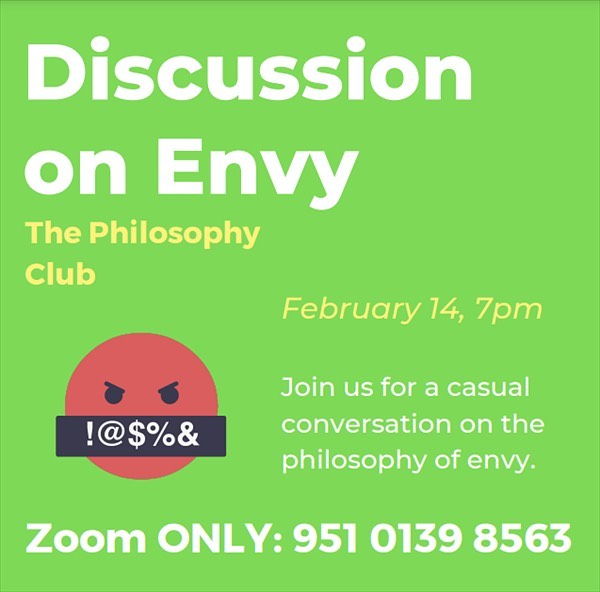 Discussion
on Envy
The Philosophy
Club
February 14, 7pm
!@$%&
Join us for a casual
conversation on the
philosophy of envy.
Zoom ONLY: 951 0139 8563